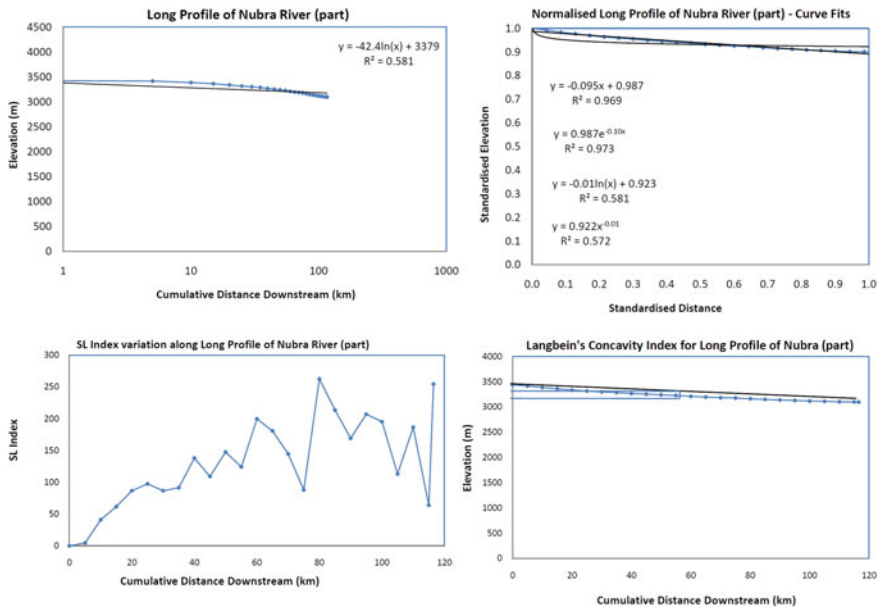 Long Profile of Nubra River (part)
4500
4000
3500
3000
2500
2000
1500
1000
500
0
Elevation (m)
y = -42.4ln(x) + 3379
R² = 0.581
1
10
100
1000
Cumulative Distance Downstream (km)
Normalised Long Profile of Nubra River (part) - Curve Fits
1.0
0.9
0.8
0.7
0.6
0.5
0.4
0.3
0.2
0.1
0.0
Standardised Elevation
y = -0.095x + 0.987
R² = 0.969
y = 0.987e^-0.10x
R² = 0.973
y = -0.01ln(x) + 0.923
R² = 0.581
y = 0.922x^-0.01
R² = 0.572
0.0 0.1 0.2 0.3 0.4 0.5 0.6 0.7 0.8 0.9 1.0
Standardised Distance
SL Index variation along Long Profile of Nubra River (part)
300
250
200
150
100
50
0
SL Index
0 20 40 60 80 100 120
Cumulative Distance Downstream (km)
Langbein's Concavity Index for Long Profile of Nubra (part)
4000
3500
3000
2500
2000
1500
1000
500
0
Elevation (m)
0 20 40 60 80 100 120
Cumulative Distance Downstream (km)